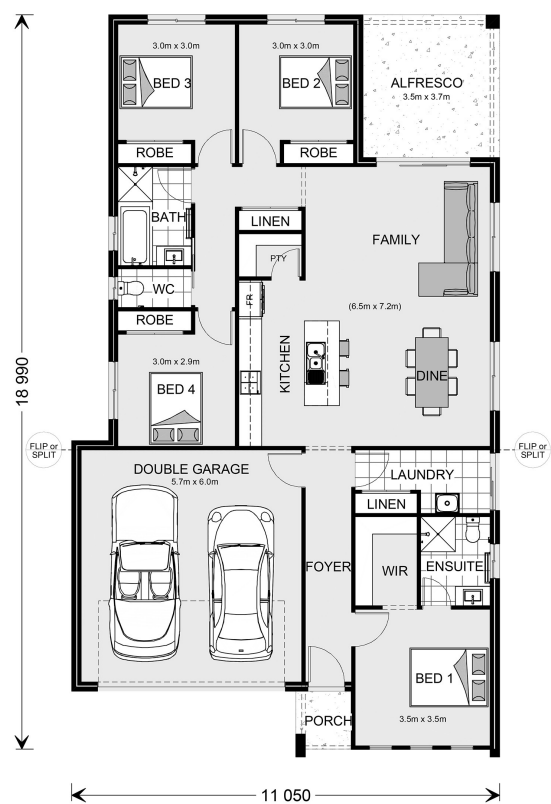 3.0m x 3.0m
BED 3
3.0m x 3.0m
BED 2
ALFRESCO
3.5m x 3.7m
ROBE
ROBE
BATH
LINEN
FAMILY
PTY
WC
FR
(6.5m x 7.2m)
ROBE
KITCHEN
3.0m x 2.9m
BED 4
DINE
18 990
FLIP or
SPLIT
FLIP or
SPLIT
DOUBLE GARAGE
5.7m x 6.0m
LAUNDRY
LINEN
FOYER
WIR
ENSUITE
BED 1
3.5m x 3.5m
PORCH
11 050